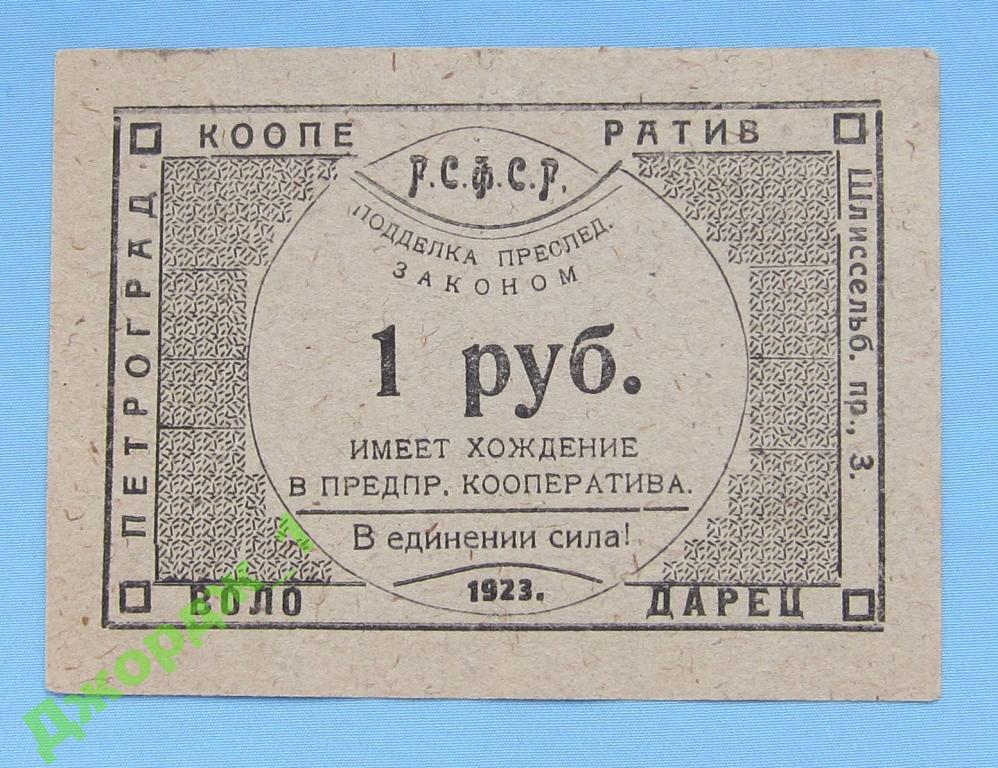 КООПЕ РАТИВ
Р.С.Ф.С.Р.
ПОДДЕЛКА ПРЕСЛЕД.
ЗАКОНОМ
1 руб.
ИМЕЕТ ХОЖДЕНИЕ
В ПРЕДПР. КООПЕРАТИВА.
В единении сила!
1923.
ВОЛО ДАРЕЦ
ПЕТРОГРАД.
Шлиссельб. пр., 3.
Джордж_1